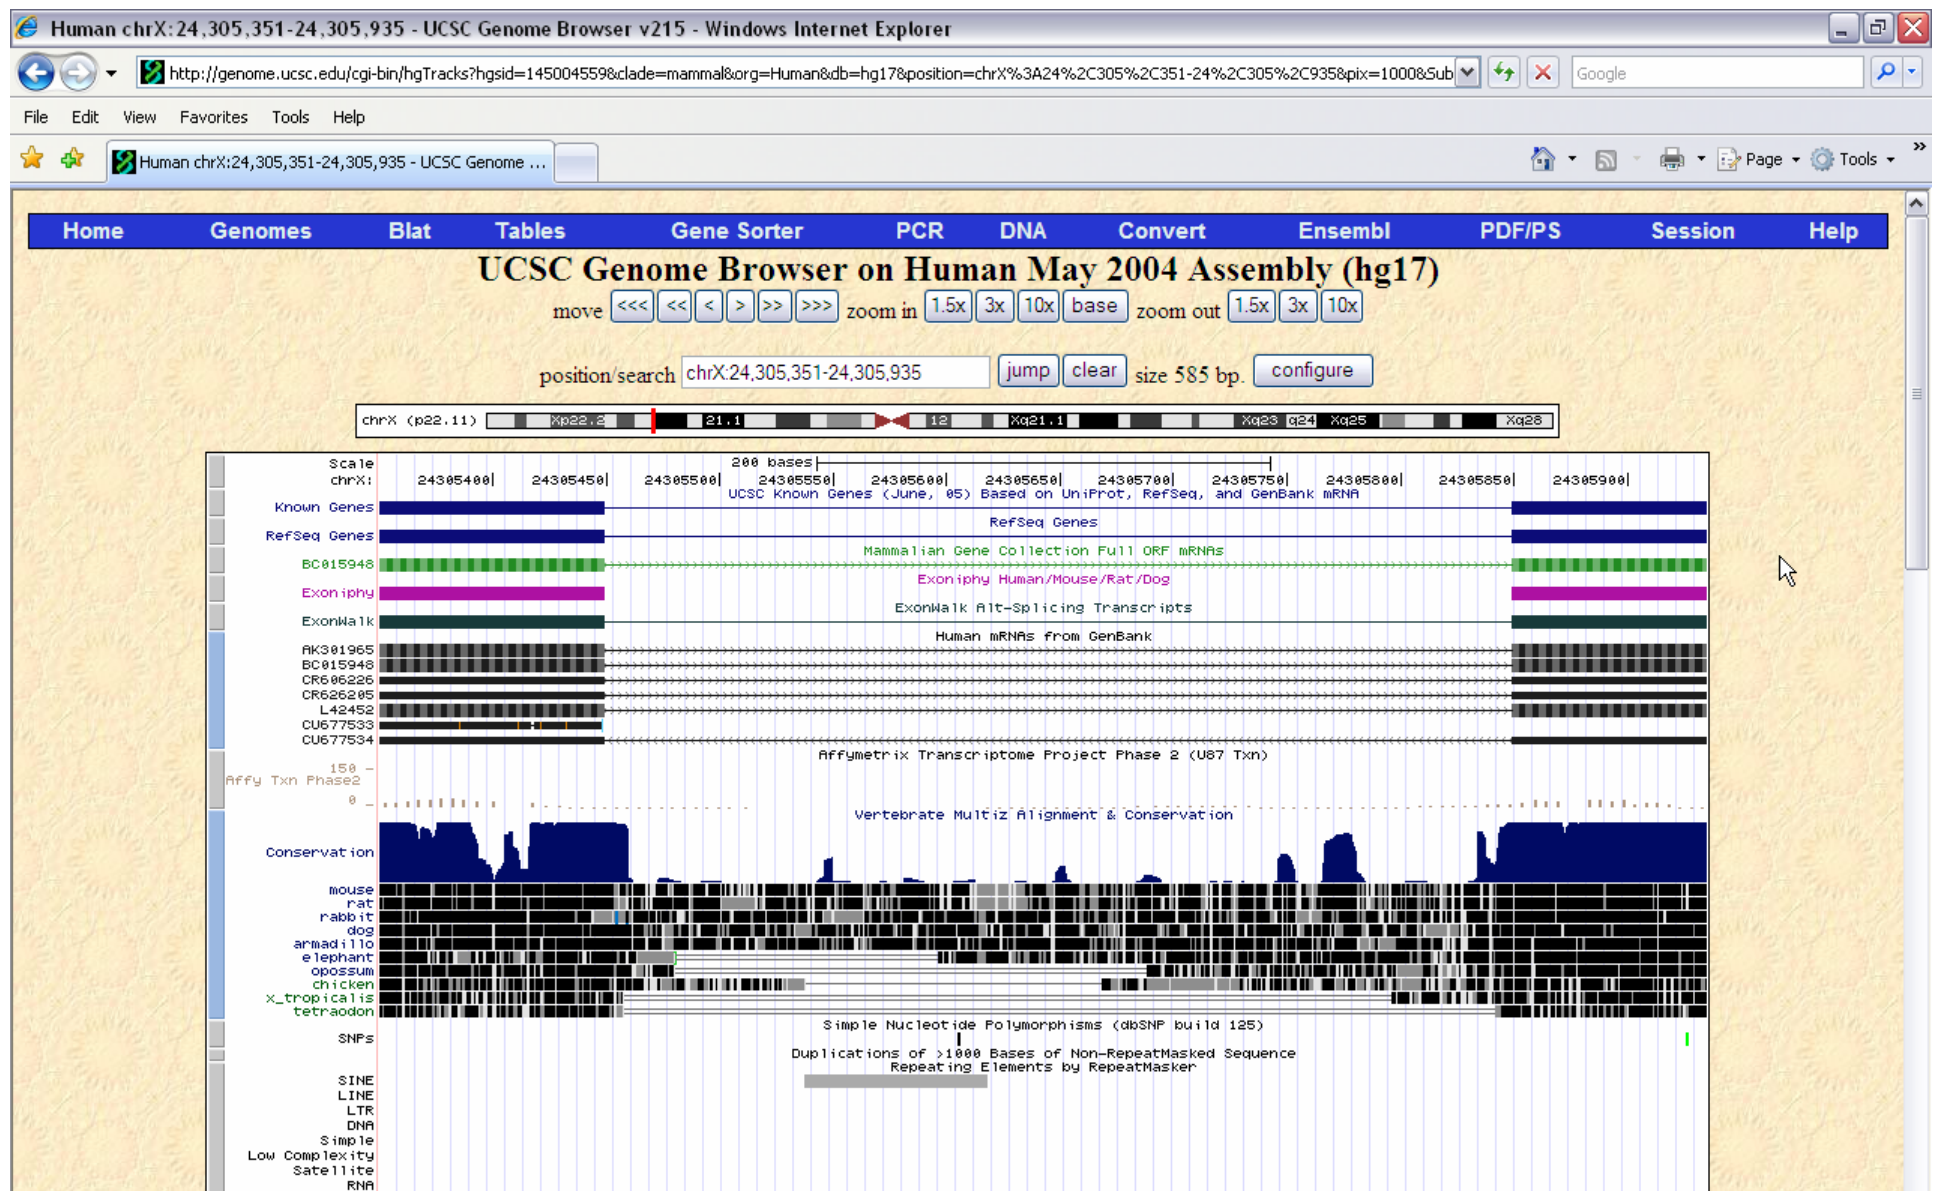 Human chrX:24,305,351-24,305,935 - UCSC Genome Browser v215 - Windows Internet Explorer
http://genome.ucsc.edu/cgi-bin/hgTracks?hgsid=145004559&clade=mammal&org=Human&db=hg17&position=chrX%3A24%2C305%2C351-24%2C305%2C935&pix=1000&Sub
Google
File Edit View Favorites Tools Help
Human chrX:24,305,351-24,305,935 - UCSC Genome ...
Page Tools »
Home Genomes Blat Tables Gene Sorter PCR DNA Convert Ensembl PDF/PS Session Help
UCSC Genome Browser on Human May 2004 Assembly (hg17)
move <<< << < > >> >>> zoom in 1.5x 3x 10x base zoom out 1.5x 3x 10x
position/search chrX:24,305,351-24,305,935 jump clear size 585 bp. configure
chrX (p22.11) Xp22.2 21.1 12 Xq21.1 Xq23 q24 Xq25 Xq28
Scale 200 bases
chrX: 24305400 24305450 24305500 24305550 24305600 24305650 24305700 24305750 24305800 24305850 24305900
UCSC Known Genes (June, 05) Based on UniProt, RefSeq, and GenBank mRNA
Known Genes
RefSeq Genes
RefSeq Genes
Mammalian Gene Collection Full ORF mRNAs
BC015948
Exoniphy Human/Mouse/Rat/Dog
Exoniphy
ExonWalk Alt-Splicing Transcripts
ExonWalk
Human mRNAs from GenBank
AK301965
BC015948
CR606226
CR626205
L42452
CU677533
CU677534
Affymetrix Transcriptome Project Phase 2 (U87 Txn)
150 _
Affy Txn Phase2
0 _
Vertebrate Multiz Alignment & Conservation
Conservation
mouse
rat
rabbit
dog
armadillo
elephant
opossum
chicken
x_tropicalis
tetraodon
Simple Nucleotide Polymorphisms (dbSNP build 125)
SNPs
Duplications of >1000 Bases of Non-RepeatMasked Sequence
Repeating Elements by RepeatMasker
SINE
LINE
LTR
DNA
Simple
Low Complexity
Satellite
RNA